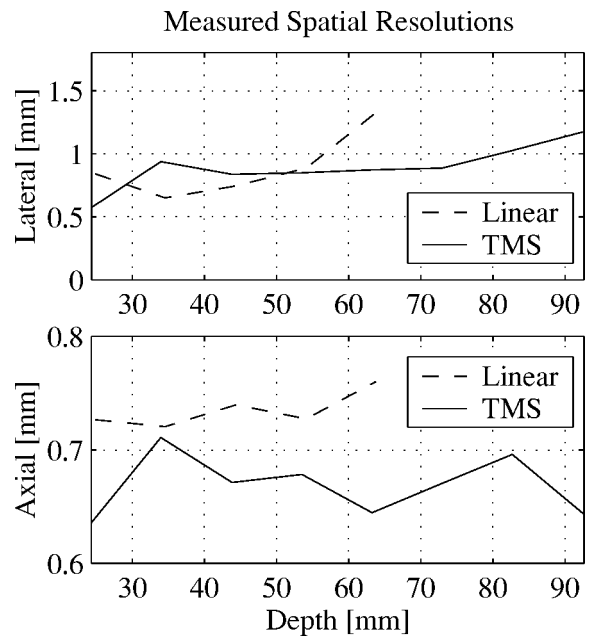 Measured Spatial Resolutions
Lateral [mm]
1.5
1
0.5
0
Linear
TMS
30 40 50 60 70 80 90
Axial [mm]
0.8
0.7
0.6
Linear
TMS
30 40 50 60 70 80 90
Depth [mm]